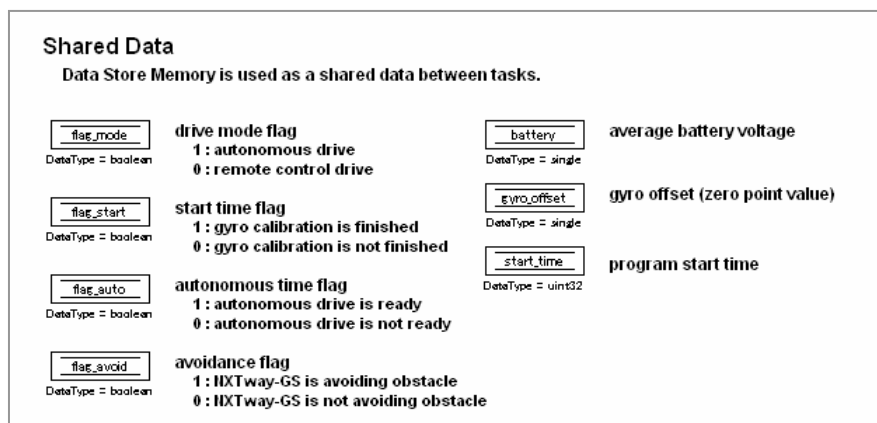 Shared Data
Data Store Memory is used as a shared data between tasks.
flag_mode
DataType = boolean
drive mode flag
1 : autonomous drive
0 : remote control drive
flag_start
DataType = boolean
start time flag
1 : gyro calibration is finished
0 : gyro calibration is not finished
flag_auto
DataType = boolean
autonomous time flag
1 : autonomous drive is ready
0 : autonomous drive is not ready
flag_avoid
DataType = boolean
avoidance flag
1 : NXTway-GS is avoiding obstacle
0 : NXTway-GS is not avoiding obstacle
battery
DataType = single
average battery voltage
gyro_offset
DataType = single
gyro offset (zero point value)
start_time
DataType = uint32
program start time